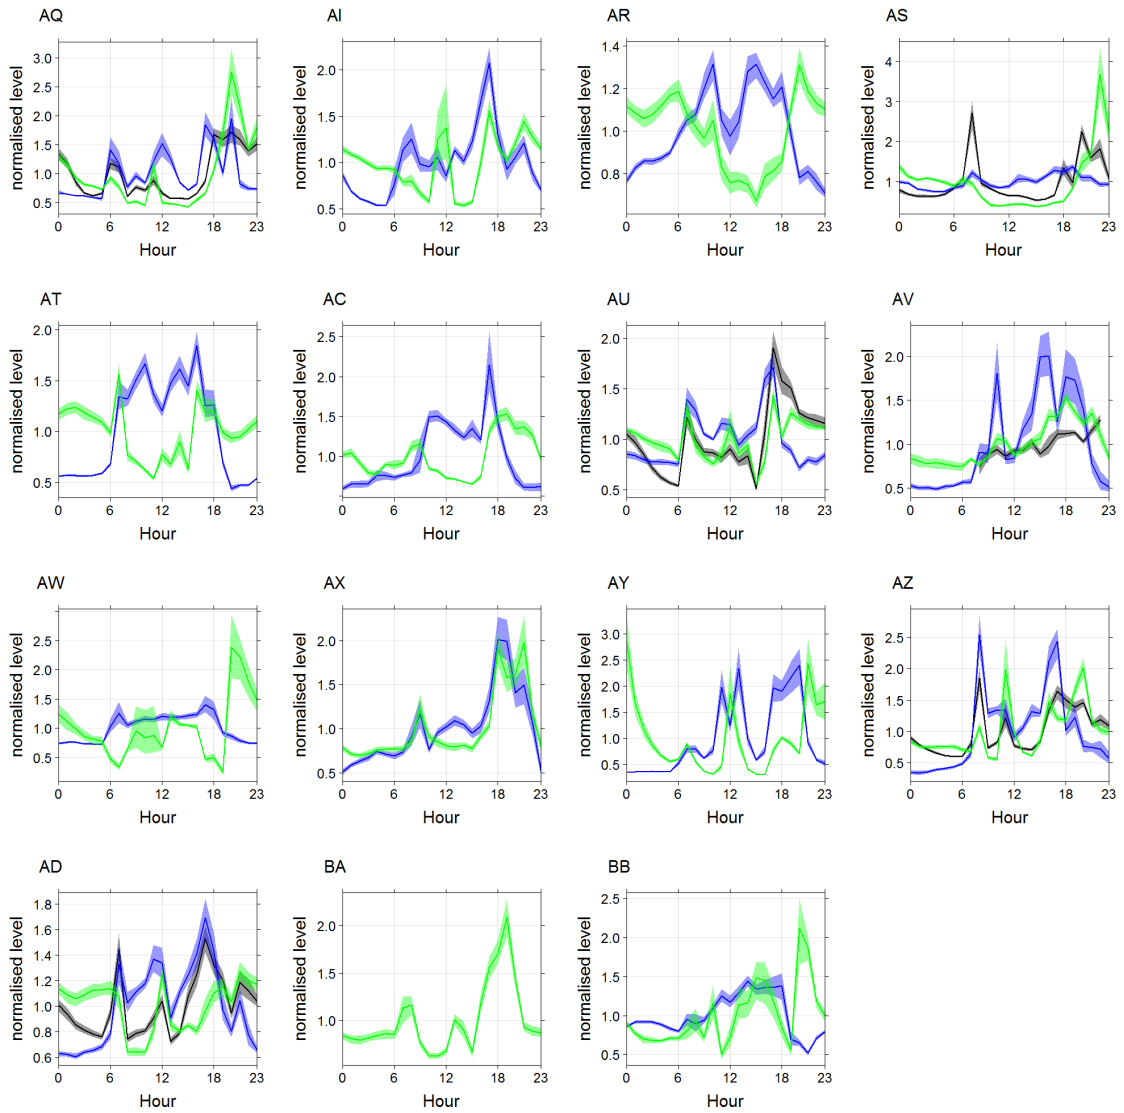 AQ AI AR AS
normalised level normalised level normalised level normalised level
3.0 2.5 2.0 1.5 1.0 0.5
2.0 1.5 1.0 0.5
1.4 1.2 1.0 0.8
4 3 2 1
0 6 12 18 23 0 6 12 18 23 0 6 12 18 23 0 6 12 18 23
Hour Hour Hour Hour
AT AC AU AV
normalised level normalised level normalised level normalised level
2.0 1.5 1.0 0.5
2.5 2.0 1.5 1.0
2.0 1.5 1.0 0.5
2.0 1.5 1.0 0.5
0 6 12 18 23 0 6 12 18 23 0 6 12 18 23 0 6 12 18 23
Hour Hour Hour Hour
AW AX AY AZ
normalised level normalised level normalised level normalised level
2.5 2.0 1.5 1.0 0.5
2.0 1.5 1.0 0.5
3.0 2.5 2.0 1.5 1.0 0.5
2.5 2.0 1.5 1.0 0.5
0 6 12 18 23 0 6 12 18 23 0 6 12 18 23 0 6 12 18 23
Hour Hour Hour Hour
AD BA BB
normalised level normalised level normalised level
1.8 1.6 1.4 1.2 1.0 0.8 0.6
2.0 1.5 1.0
2.5 2.0 1.5 1.0 0.5
0 6 12 18 23 0 6 12 18 23 0 6 12 18 23
Hour Hour Hour